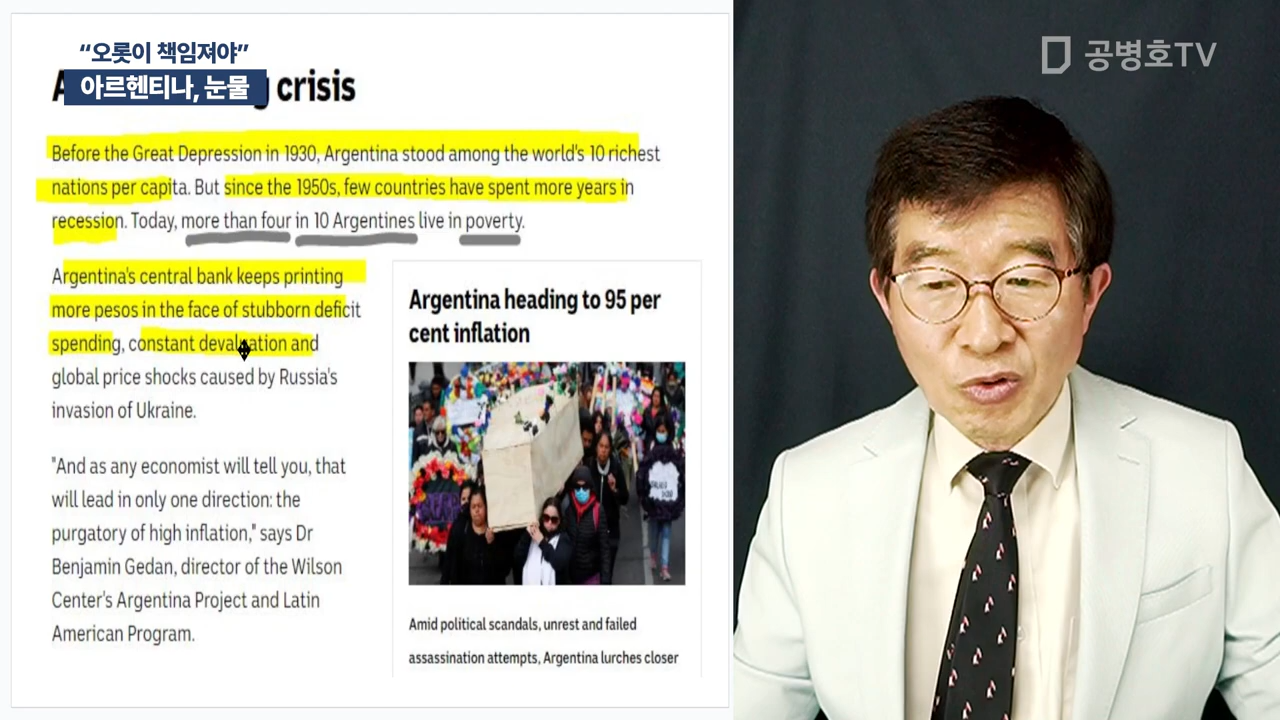 “오롯이 책임져야”
아르헨티나, 눈물
crisis
공병호TV
Before the Great Depression in 1930, Argentina stood among the world's 10 richest
nations per capita. But since the 1950s, few countries have spent more years in
recession. Today, more than four in 10 Argentines live in poverty.
Argentina's central bank keeps printing
more pesos in the face of stubborn deficit
spending, constant devaluation and
global price shocks caused by Russia's
invasion of Ukraine.
"And as any economist will tell you, that
will lead in only one direction: the
purgatory of high inflation," says Dr
Benjamin Gedan, director of the Wilson
Center's Argentina Project and Latin
American Program.
Argentina heading to 95 per
cent inflation
Amid political scandals, unrest and failed
assassination attempts, Argentina lurches closer